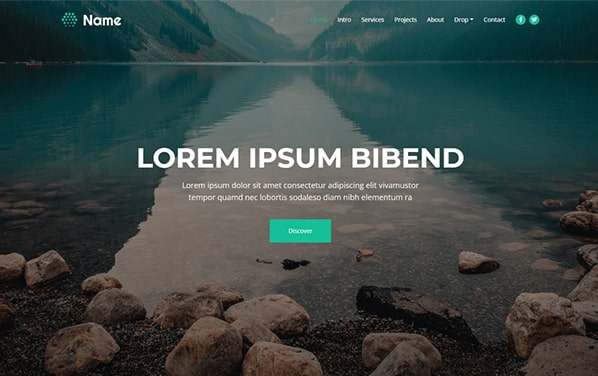 Name
Home Intro Services Projects About Drop Contact
LOREM IPSUM BIBEND
Lorem ipsum dolor sit amet consectetur adipiscing elit vivamustor
tempor quamd nec lobortis sodaleso diam nibh elementum ra
Discover